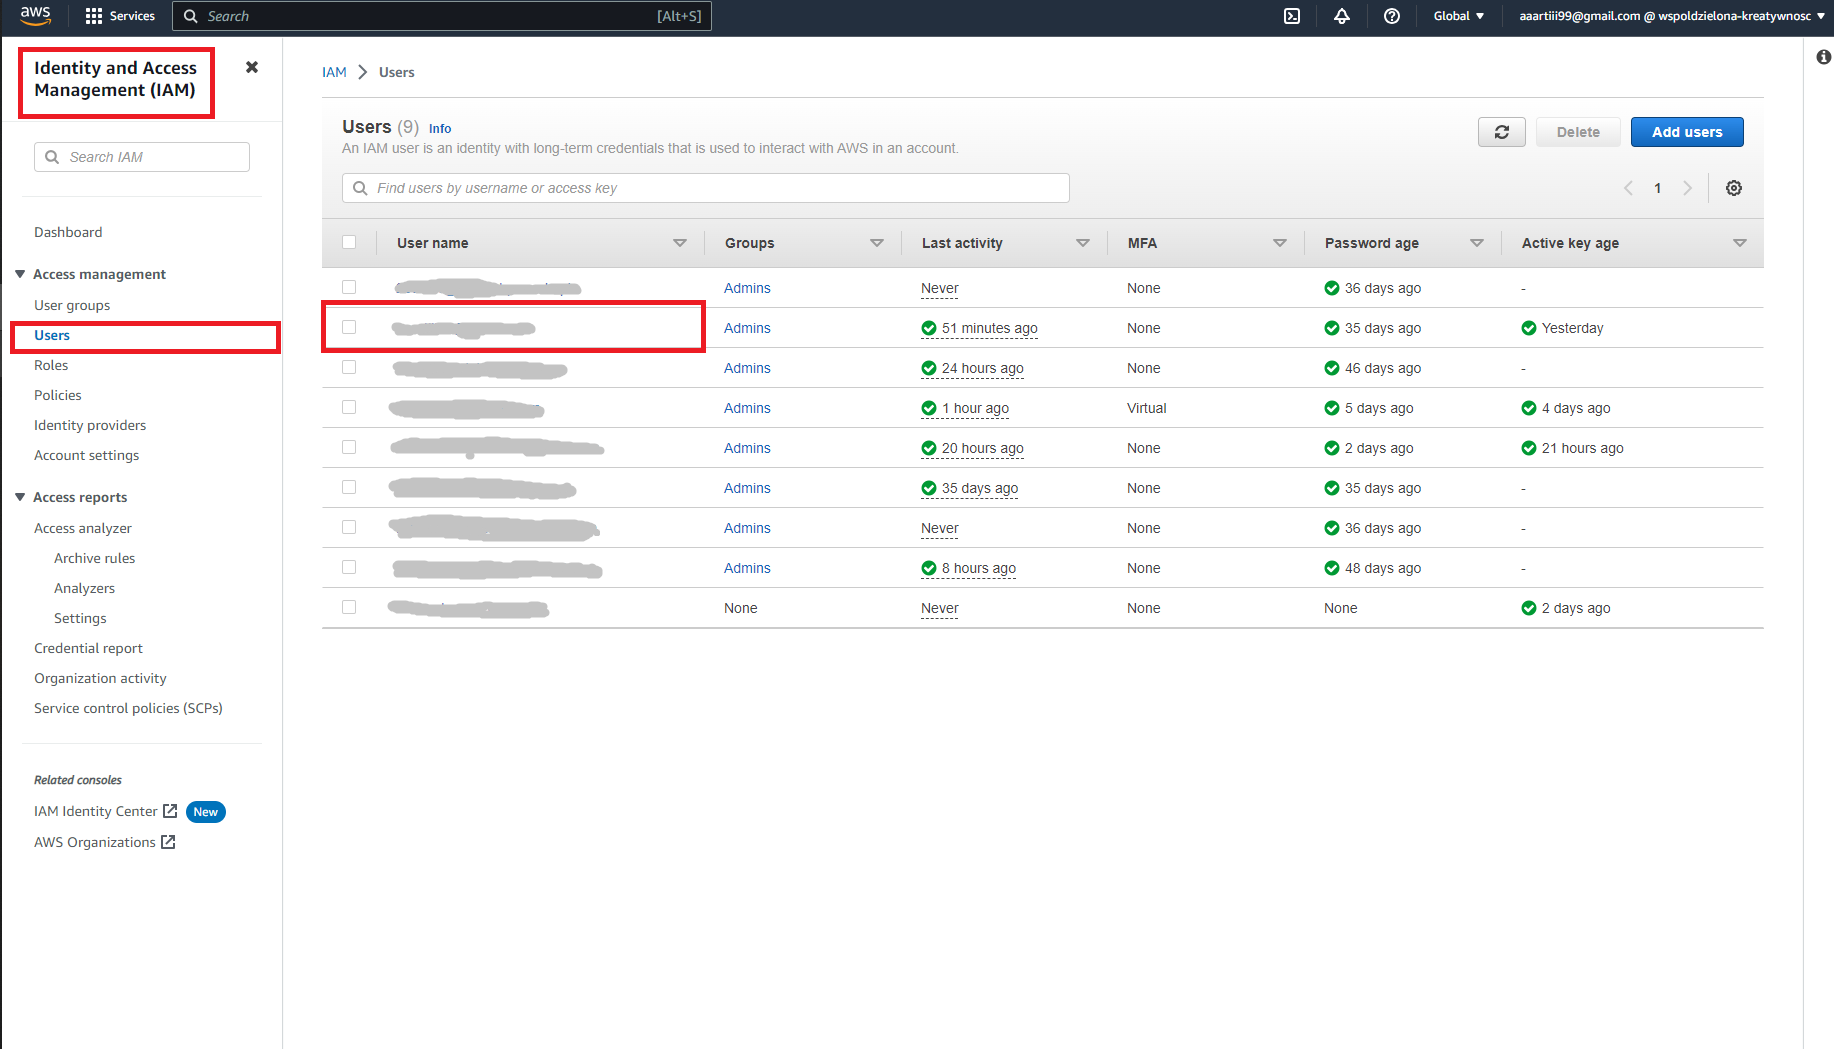 aws
Services
Search
[Alt+S]
Global
aaartiii99@gmail.com @ wspoldzielona-kreatywnosc
Identity and Access
Management (IAM)
Search IAM
Dashboard
Access management
User groups
Users
Roles
Policies
Identity providers
Account settings
Access reports
Access analyzer
Archive rules
Analyzers
Settings
Credential report
Organization activity
Service control policies (SCPs)
Related consoles
IAM Identity Center New
AWS Organizations
IAM > Users
Users (9) Info
An IAM user is an identity with long-term credentials that is used to interact with AWS in an account.
Delete
Add users
Find users by username or access key
1
User name Groups Last activity MFA Password age Active key age
Admins Never None 36 days ago -
Admins 51 minutes ago None 35 days ago Yesterday
Admins 24 hours ago None 46 days ago -
Admins 1 hour ago Virtual 5 days ago 4 days ago
Admins 20 hours ago None 2 days ago 21 hours ago
Admins 35 days ago None 35 days ago -
Admins Never None 36 days ago -
Admins 8 hours ago None 48 days ago -
None Never None None 2 days ago